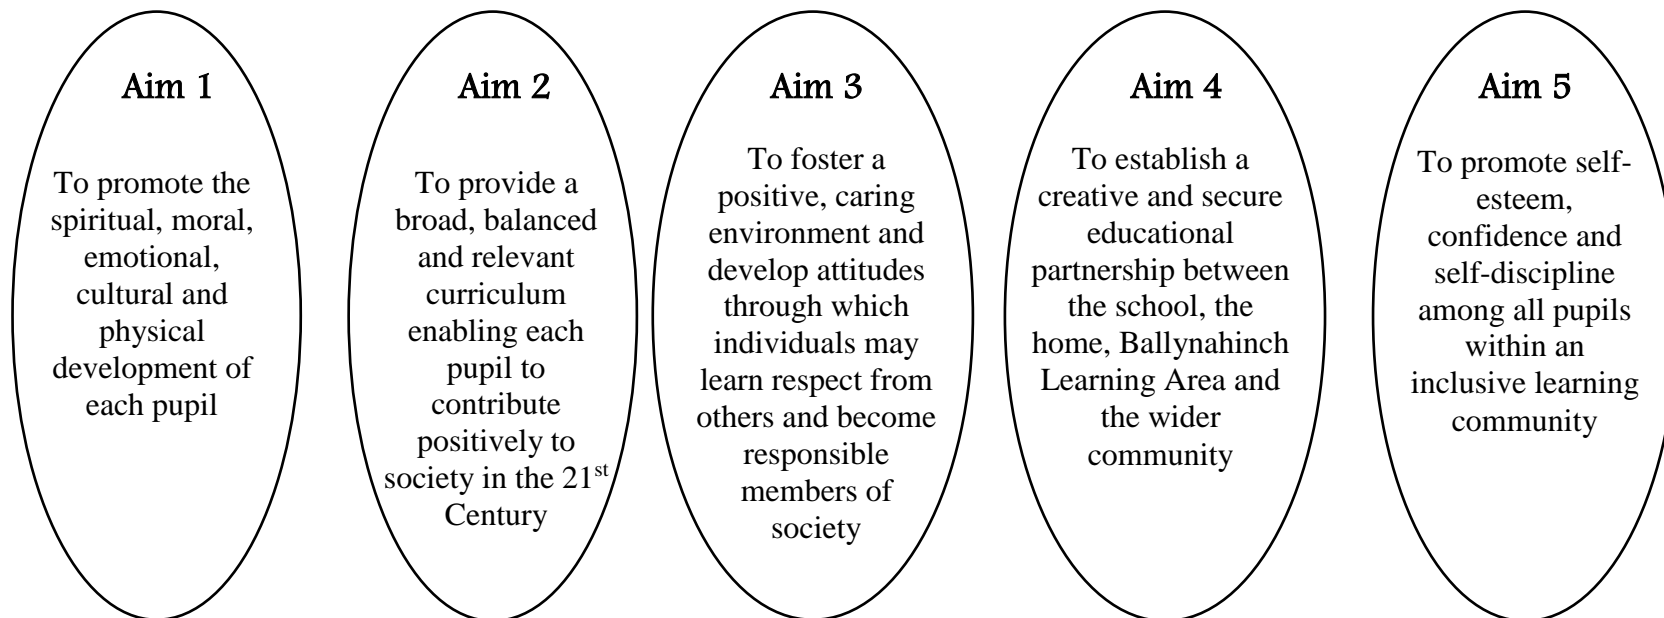 Aim 1
To promote the
spiritual, moral,
emotional,
cultural and
physical
development of
each pupil
Aim 2
To provide a
broad, balanced
and relevant
curriculum
enabling each
pupil to
contribute
positively to
society in the 21st
Century
Aim 3
To foster a
positive, caring
environment and
develop attitudes
through which
individuals may
learn respect from
others and become
responsible
members of
society
Aim 4
To establish a
creative and secure
educational
partnership between
the school, the
home, Ballynahinch
Learning Area and
the wider
community
Aim 5
To promote self-
esteem,
confidence and
self-discipline
among all pupils
within an
inclusive learning
community